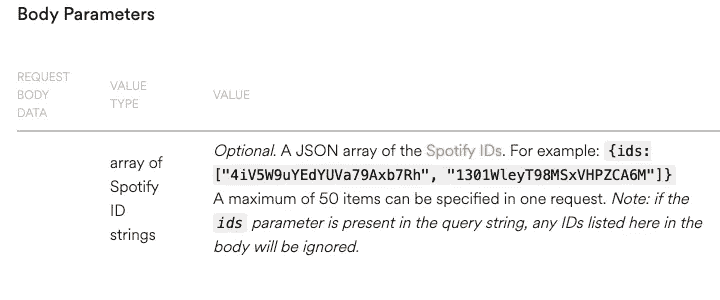 Body Parameters
REQUEST
BODY
DATA
VALUE
TYPE
VALUE
array of
Spotify
ID
strings
Optional. A JSON array of the Spotify IDs. For example: {ids:
["4iV5W9uYEdYUVa79Axb7Rh", "1301WleyT98MSxVHPZCA6M"]}
A maximum of 50 items can be specified in one request. Note: if the
ids parameter is present in the query string, any IDs listed here in the
body will be ignored.